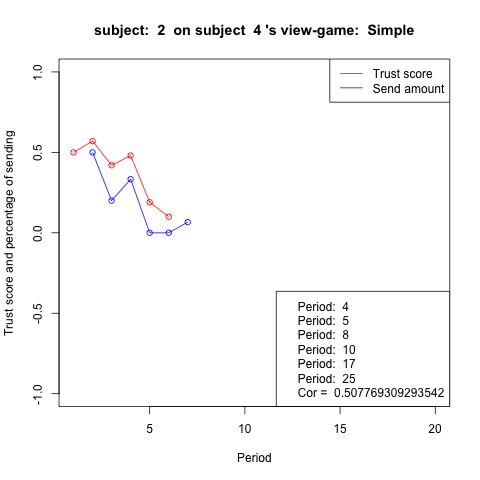 subject:  2  on subject  4 's view-game:  Simple
Trust score and percentage of sending
1.0
0.5
0.0
-0.5
-1.0
Trust score
Send amount
Period:  4
Period:  5
Period:  8
Period:  10
Period:  17
Period:  25
Cor =  0.507769309293542
5
10
15
20
Period